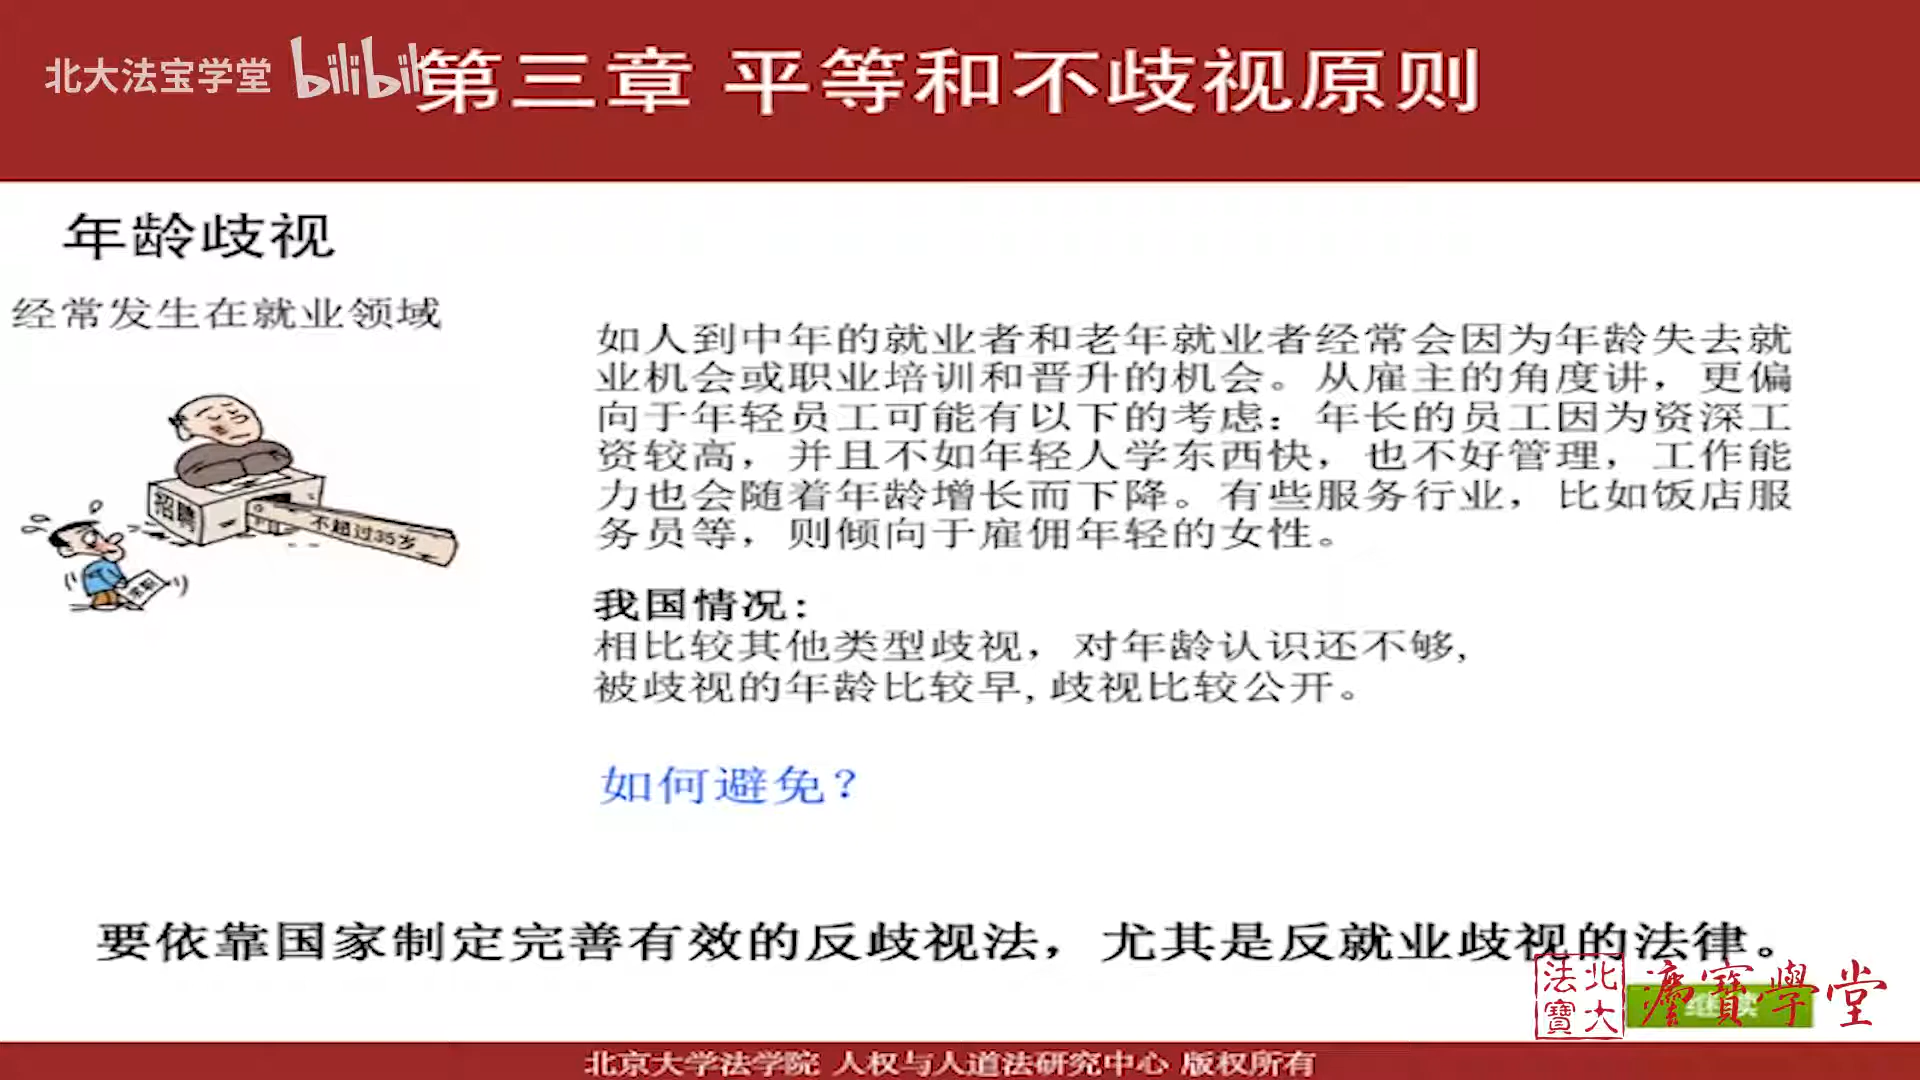 北大法宝学堂 bilibili
第三章 平等和不歧视原则
年龄歧视
经常发生在就业领域
招聘
不超过35岁
求职
如人到中年的就业者和老年就业者经常会因为年龄失去就
业机会或职业培训和晋升的机会。从雇主的角度讲，更偏
向于年轻员工可能有以下的考虑：年长的员工因为资深工
资较高，并且不如年轻人学东西快，也不好管理，工作能
力也会随着年龄增长而下降。有些服务行业，比如饭店服
务员等，则倾向于雇佣年轻的女性。
我国情况：
相比较其他类型歧视，对年龄认识还不够,
被歧视的年龄比较早,歧视比较公开。
如何避免？
要依靠国家制定完善有效的反歧视法，尤其是反就业歧视的法律。
北大法寶
灋寶學堂
继续
北京大学法学院 人权与人道法研究中心 版权所有